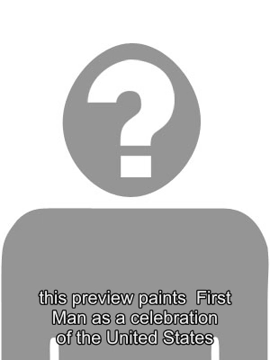 ?
this preview paints  First
Man as a celebration
of the United States